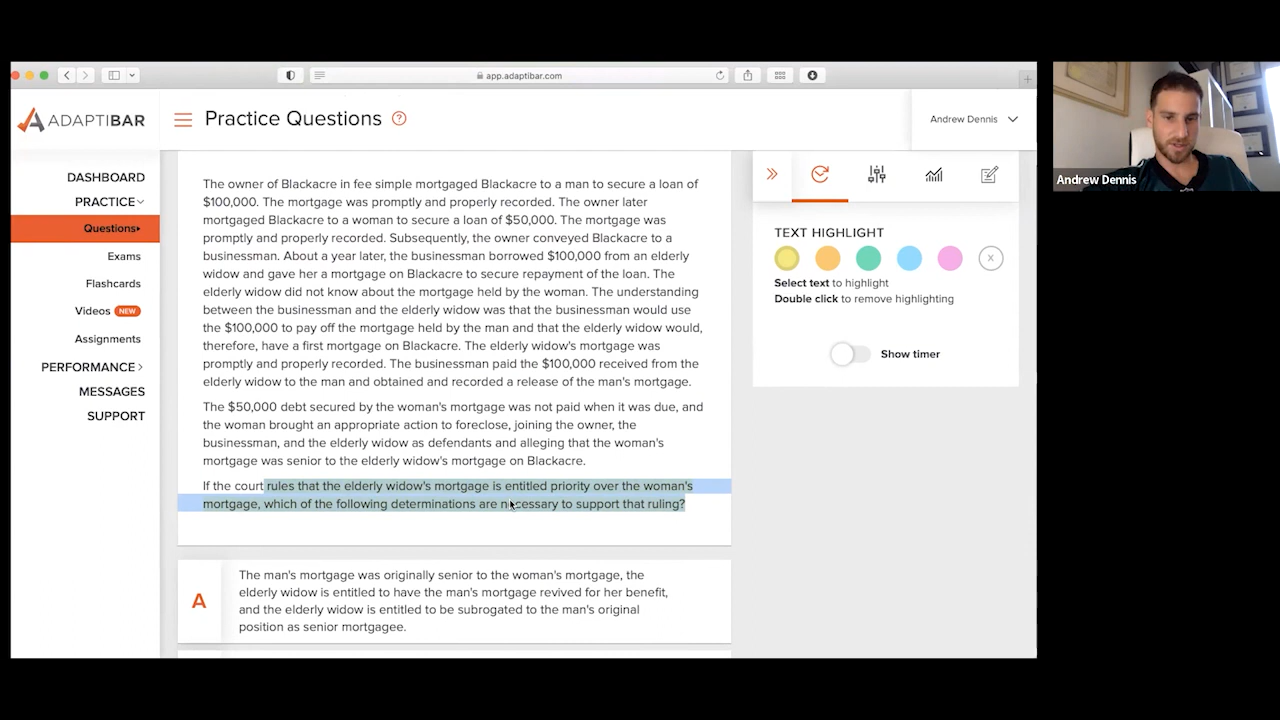 app.adaptibar.com
ADAPTIBAR
Practice Questions ?
Andrew Dennis
DASHBOARD
PRACTICE
Questions
Exams
Flashcards
Videos NEW
Assignments
PERFORMANCE
MESSAGES
SUPPORT
The owner of Blackacre in fee simple mortgaged Blackacre to a man to secure a loan of
$100,000. The mortgage was promptly and properly recorded. The owner later
mortgaged Blackacre to a woman to secure a loan of $50,000. The mortgage was
promptly and properly recorded. Subsequently, the owner conveyed Blackacre to a
businessman. About a year later, the businessman borrowed $100,000 from an elderly
widow and gave her a mortgage on Blackacre to secure repayment of the loan. The
elderly widow did not know about the mortgage held by the woman. The understanding
between the businessman and the elderly widow was that the businessman would use
the $100,000 to pay off the mortgage held by the man and that the elderly widow would,
therefore, have a first mortgage on Blackacre. The elderly widow's mortgage was
promptly and properly recorded. The businessman paid the $100,000 received from the
elderly widow to the man and obtained and recorded a release of the man's mortgage.
The $50,000 debt secured by the woman's mortgage was not paid when it was due, and
the woman brought an appropriate action to foreclose, joining the owner, the
businessman, and the elderly widow as defendants and alleging that the woman's
mortgage was senior to the elderly widow's mortgage on Blackacre.
If the court rules that the elderly widow's mortgage is entitled priority over the woman's
mortgage, which of the following determinations are necessary to support that ruling?
A
The man's mortgage was originally senior to the woman's mortgage, the
elderly widow is entitled to have the man's mortgage revived for her benefit,
and the elderly widow is entitled to be subrogated to the man's original
position as senior mortgagee.
TEXT HIGHLIGHT
X
Select text to highlight
Double click to remove highlighting
Show timer
Andrew Dennis